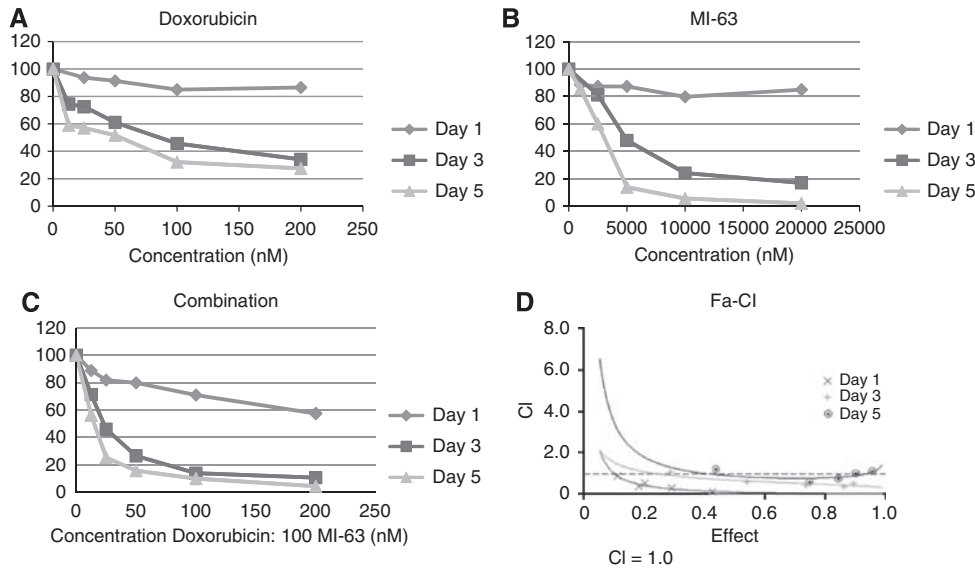 A
Doxorubicin
120
100
80
60
40
20
0
0 50 100 150 200 250
Concentration (nM)
Day 1
Day 3
Day 5
B
MI-63
120
100
80
60
40
20
0
0 5000 10000 15000 20000 25000
Concentration (nM)
Day 1
Day 3
Day 5
C
Combination
120
100
80
60
40
20
0
0 50 100 150 200 250
Concentration Doxorubicin: 100 MI-63 (nM)
Day 1
Day 3
Day 5
D
Fa-CI
8.0
6.0
4.0
2.0
0
CI
0 0.2 0.4 0.6 0.8 1.0
Effect
CI = 1.0
Day 1
Day 3
Day 5